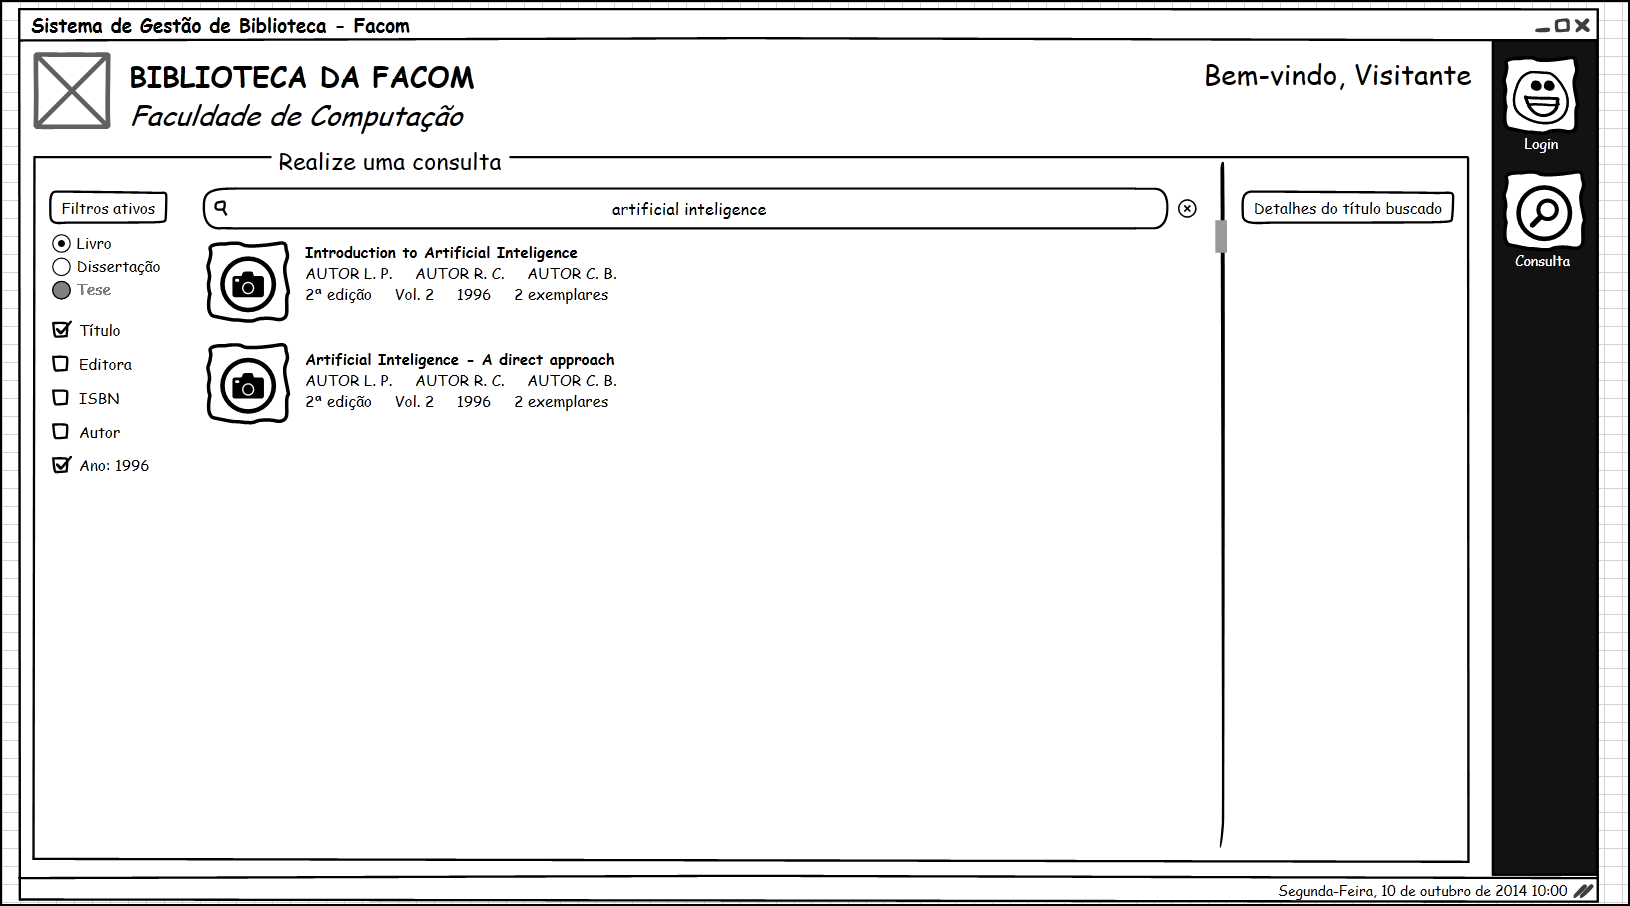 Sistema de Gestão de Biblioteca - Facom
BIBLIOTECA DA FACOM
Faculdade de Computação
Bem-vindo, Visitante
Login
Consulta
Realize uma consulta
Filtros ativos
Livro
Dissertação
Tese
Título
Editora
ISBN
Autor
Ano: 1996
artificial inteligence
Introduction to Artificial Inteligence
AUTOR L. P. AUTOR R. C. AUTOR C. B.
2ª edição Vol. 2 1996 2 exemplares
Artificial Inteligence - A direct approach
AUTOR L. P. AUTOR R. C. AUTOR C. B.
2ª edição Vol. 2 1996 2 exemplares
Detalhes do título buscado
Segunda-Feira, 10 de outubro de 2014 10:00